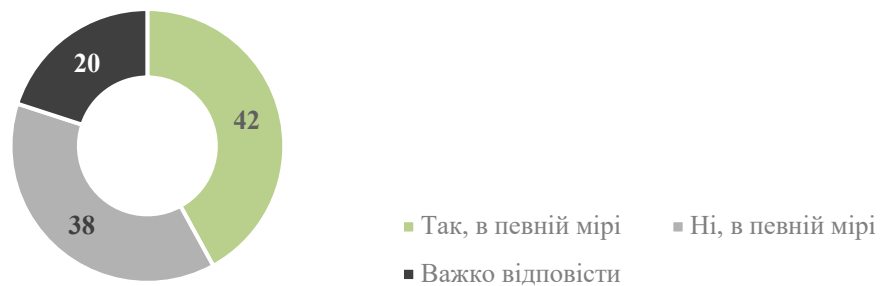 20
42
38
Так, в певній мірі
Ні, в певній мірі
Важко відповісти